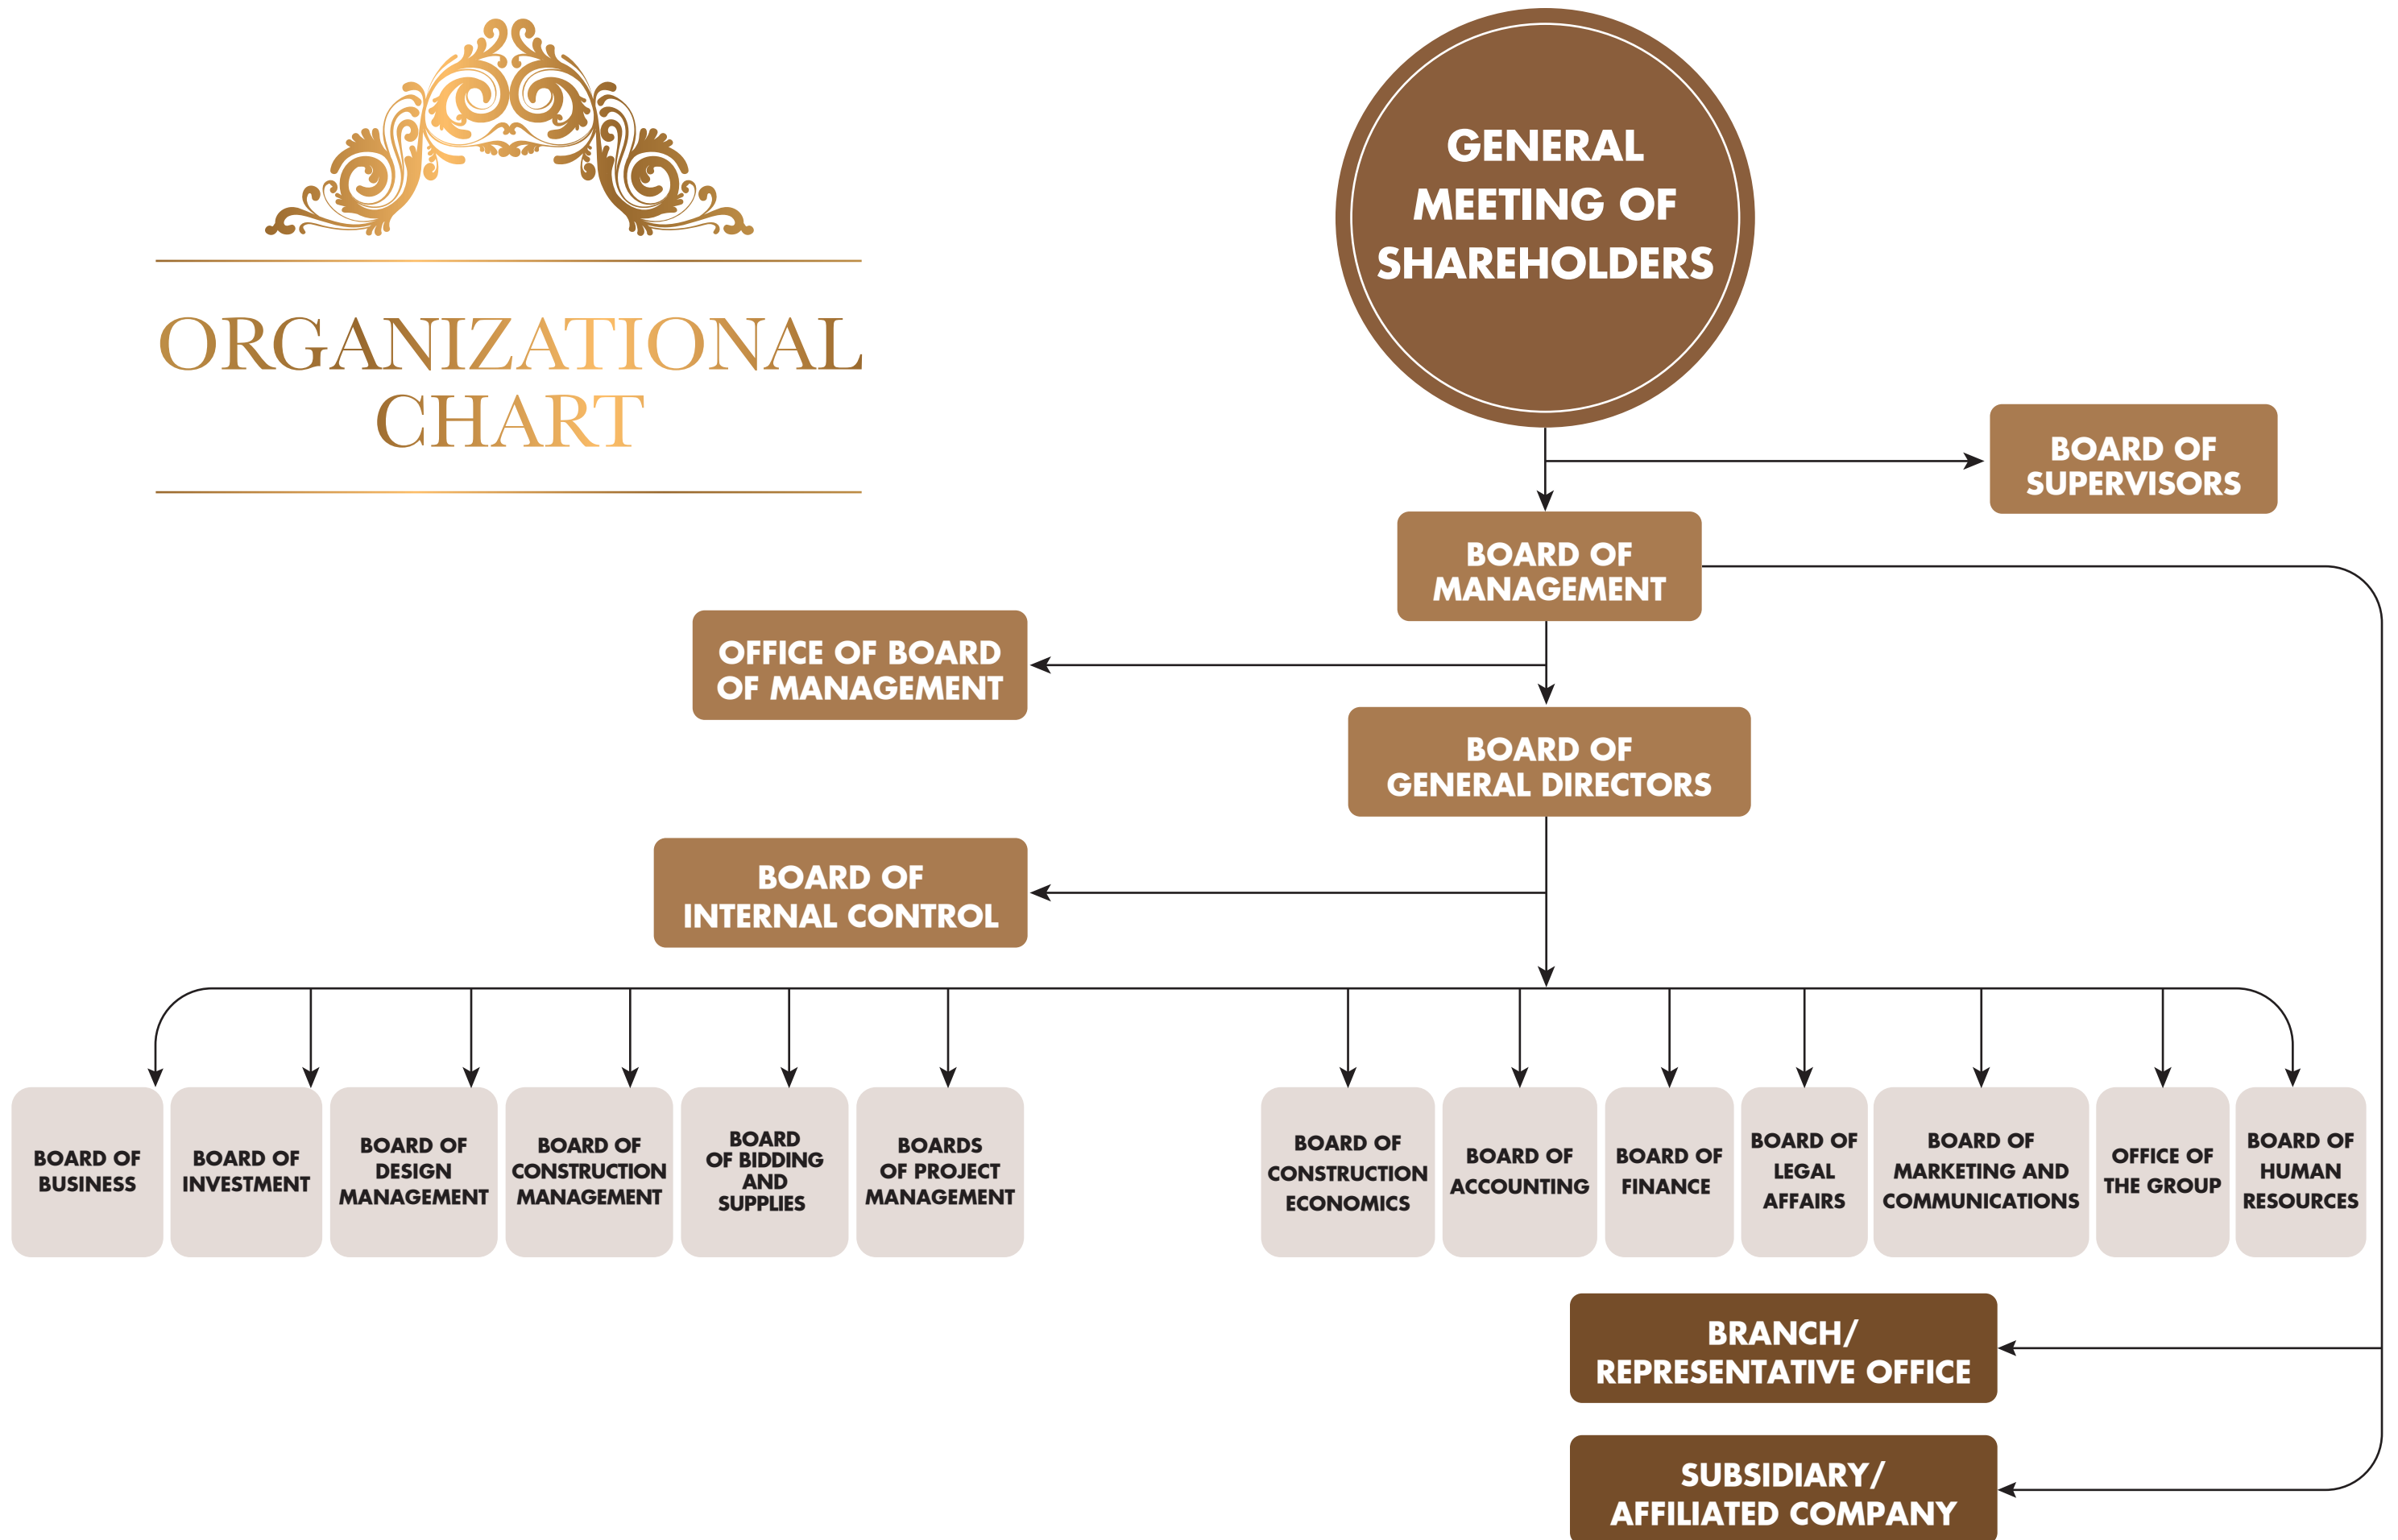 ORGANIZATIONAL
CHART
GENERAL
MEETING OF
SHAREHOLDERS
BOARD OF
SUPERVISORS
BOARD OF
MANAGEMENT
OFFICE OF BOARD
OF MANAGEMENT
BOARD OF
GENERAL DIRECTORS
BOARD OF
INTERNAL CONTROL
BOARD OF
BUSINESS
BOARD OF
INVESTMENT
BOARD OF
DESIGN
MANAGEMENT
BOARD OF
CONSTRUCTION
MANAGEMENT
BOARD
OF BIDDING
AND
SUPPLIES
BOARDS
OF PROJECT
MANAGEMENT
BOARD OF
CONSTRUCTION
ECONOMICS
BOARD OF
ACCOUNTING
BOARD OF
FINANCE
BOARD OF
LEGAL
AFFAIRS
BOARD OF
MARKETING AND
COMMUNICATIONS
OFFICE OF
THE GROUP
BOARD OF
HUMAN
RESOURCES
BRANCH/
REPRESENTATIVE OFFICE
SUBSIDIARY/
AFFILIATED COMPANY